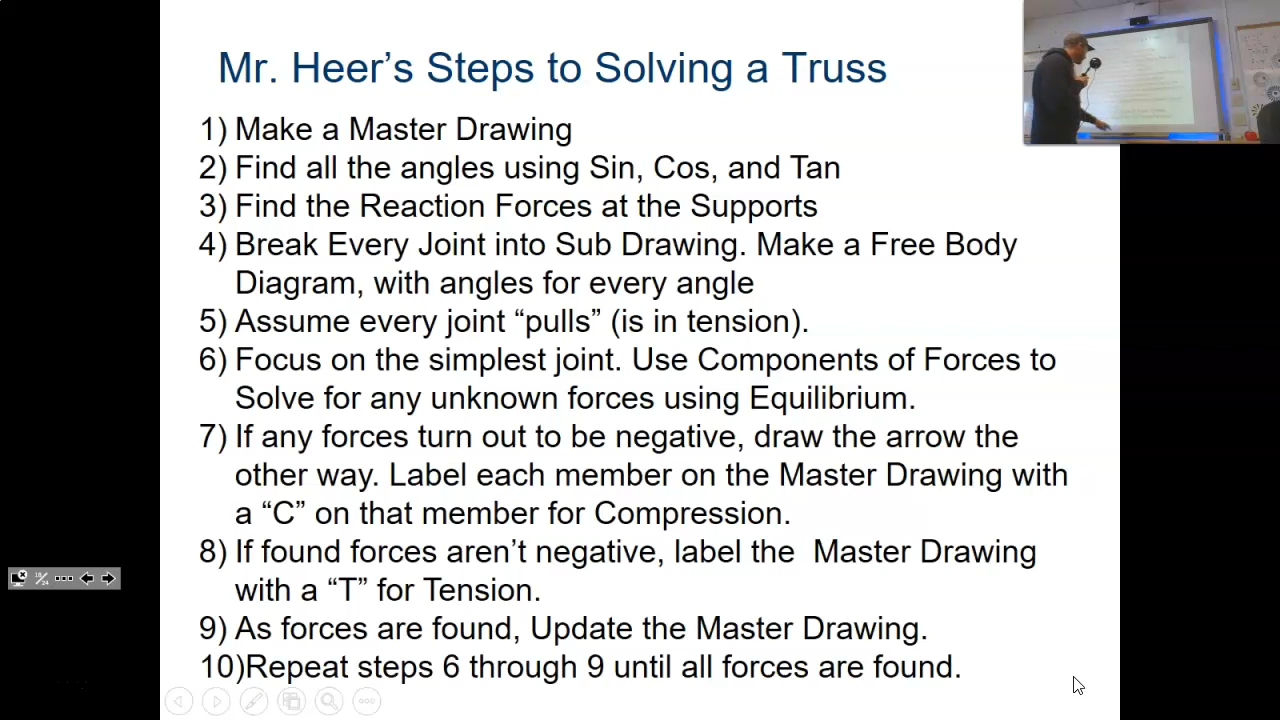 Mr. Heer’s Steps to Solving a Truss
1) Make a Master Drawing
2) Find all the angles using Sin, Cos, and Tan
3) Find the Reaction Forces at the Supports
4) Break Every Joint into Sub Drawing. Make a Free Body
Diagram, with angles for every angle
5) Assume every joint “pulls” (is in tension).
6) Focus on the simplest joint. Use Components of Forces to
Solve for any unknown forces using Equilibrium.
7) If any forces turn out to be negative, draw the arrow the
other way. Label each member on the Master Drawing with
a “C” on that member for Compression.
8) If found forces aren’t negative, label the  Master Drawing
with a “T” for Tension.
9) As forces are found, Update the Master Drawing.
10)Repeat steps 6 through 9 until all forces are found.